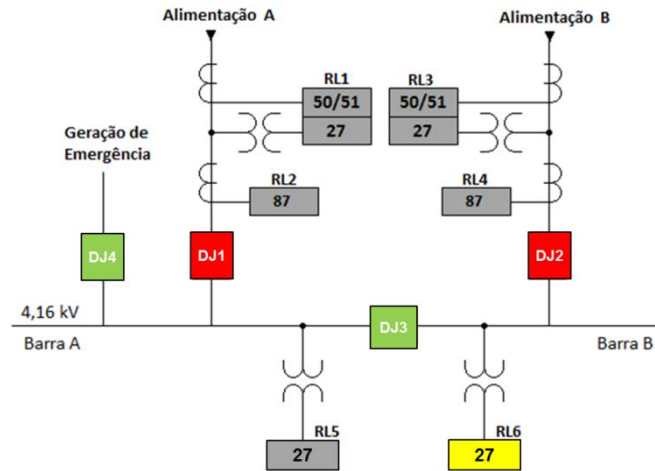 Alimentação A
Alimentação B
RL1
RL3
50/51
50/51
27
27
Geração de
Emergência
RL2
RL4
87
87
DJ4
DJ1
DJ2
4,16 kV
DJ3
Barra A
Barra B
RL5
RL6
27
27